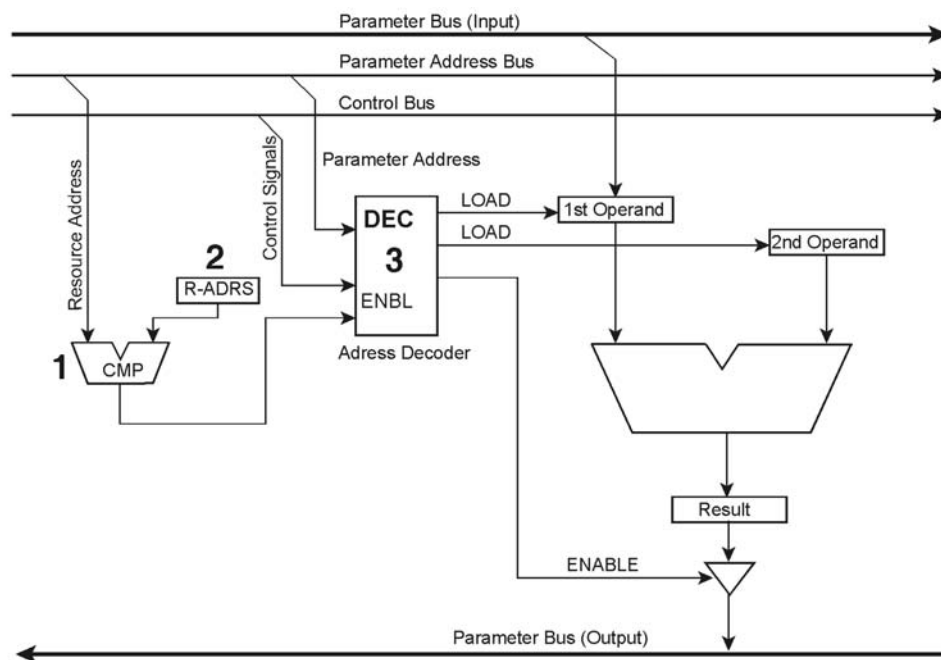 Parameter Bus (Input)
Parameter Address Bus
Control Bus
Resource Address
Control Signals
Parameter Address
LOAD
1st Operand
DEC
LOAD
2nd Operand
3
2
R-ADRS
ENBL
Adress Decoder
1
CMP
Result
ENABLE
Parameter Bus (Output)